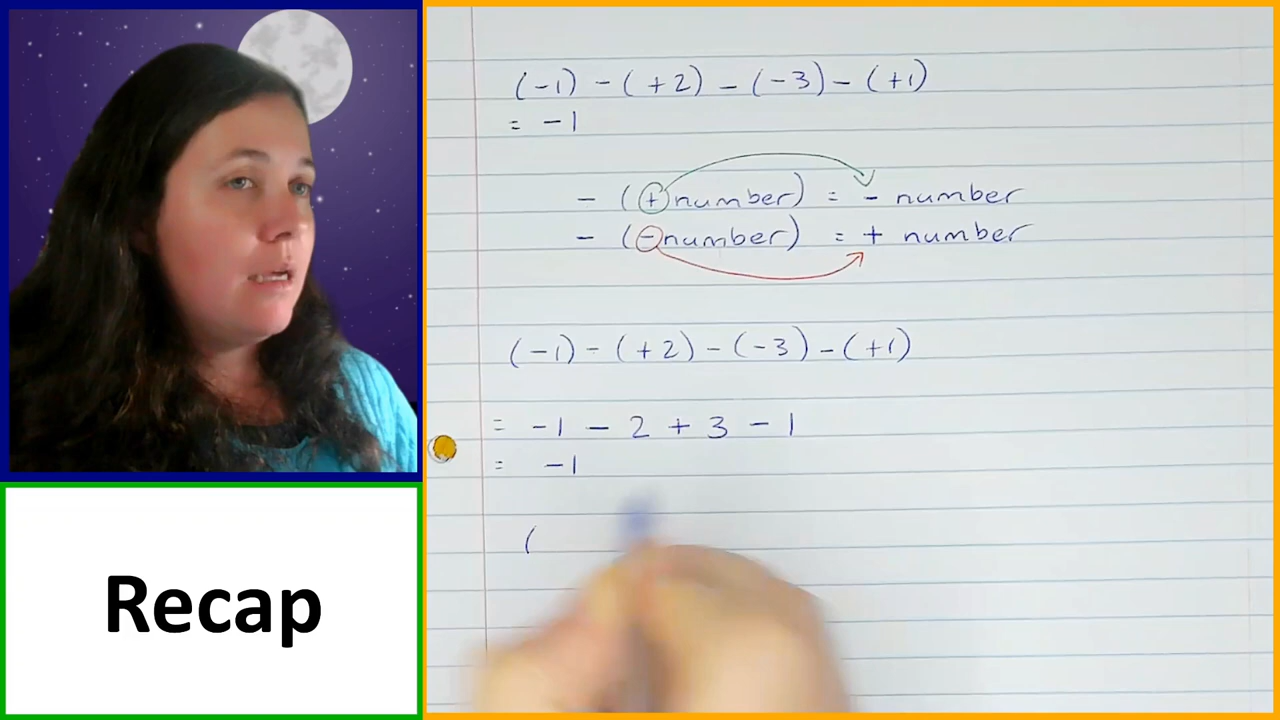 (-1) - (+2) - (-3) - (+1)
= -1
- (+number) = - number
- (-number) = + number
(-1) - (+2) - (-3) - (+1)
= -1 - 2 + 3 - 1
= -1
(
Recap